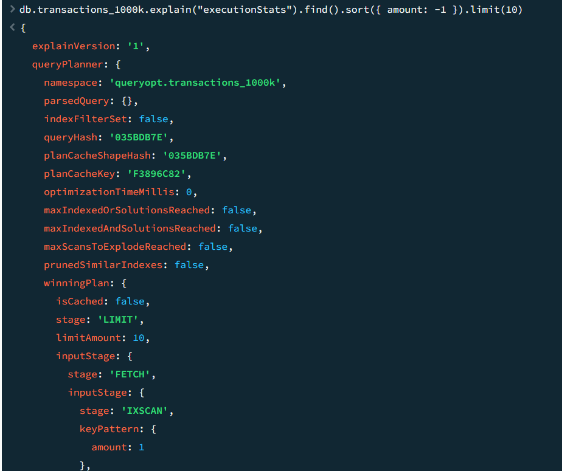 > db.transactions_1000k.explain("executionStats").find().sort({ amount: -1 }).limit(10)
< {
explainVersion: '1',
queryPlanner: {
namespace: 'queryopt.transactions_1000k',
parsedQuery: {},
indexFilterSet: false,
queryHash: '035BDB7E',
planCacheShapeHash: '035BDB7E',
planCacheKey: 'F3896C82',
optimizationTimeMillis: 0,
maxIndexedOrSolutionsReached: false,
maxIndexedAndSolutionsReached: false,
maxScansToExplodeReached: false,
prunedSimilarIndexes: false,
winningPlan: {
isCached: false,
stage: 'LIMIT',
limitAmount: 10,
inputStage: {
stage: 'FETCH',
inputStage: {
stage: 'IXSCAN',
keyPattern: {
amount: 1
},